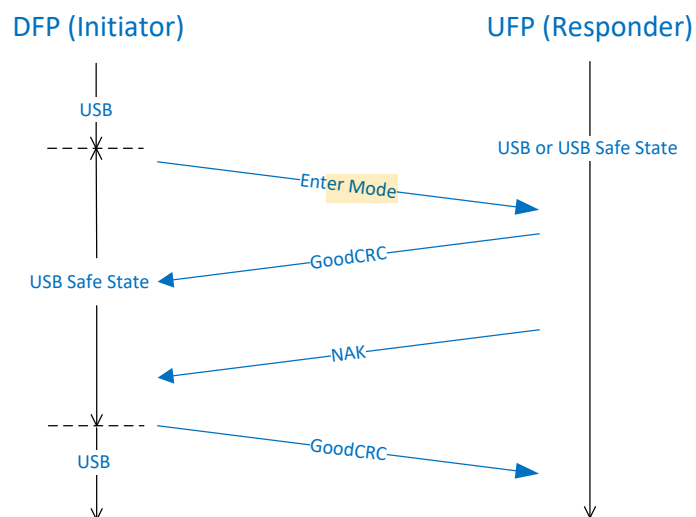 DFP (Initiator)
UFP (Responder)
USB
USB or USB Safe State
Enter Mode
GoodCRC
USB Safe State
NAK
GoodCRC
USB